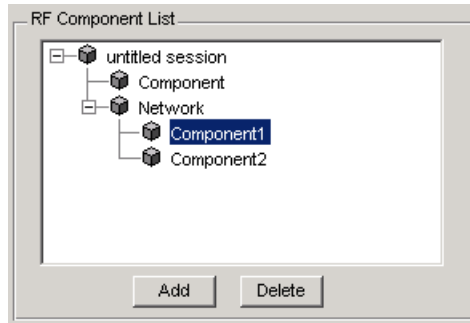 RF Component List
untitled session
Component
Network
Component1
Component2
Add Delete